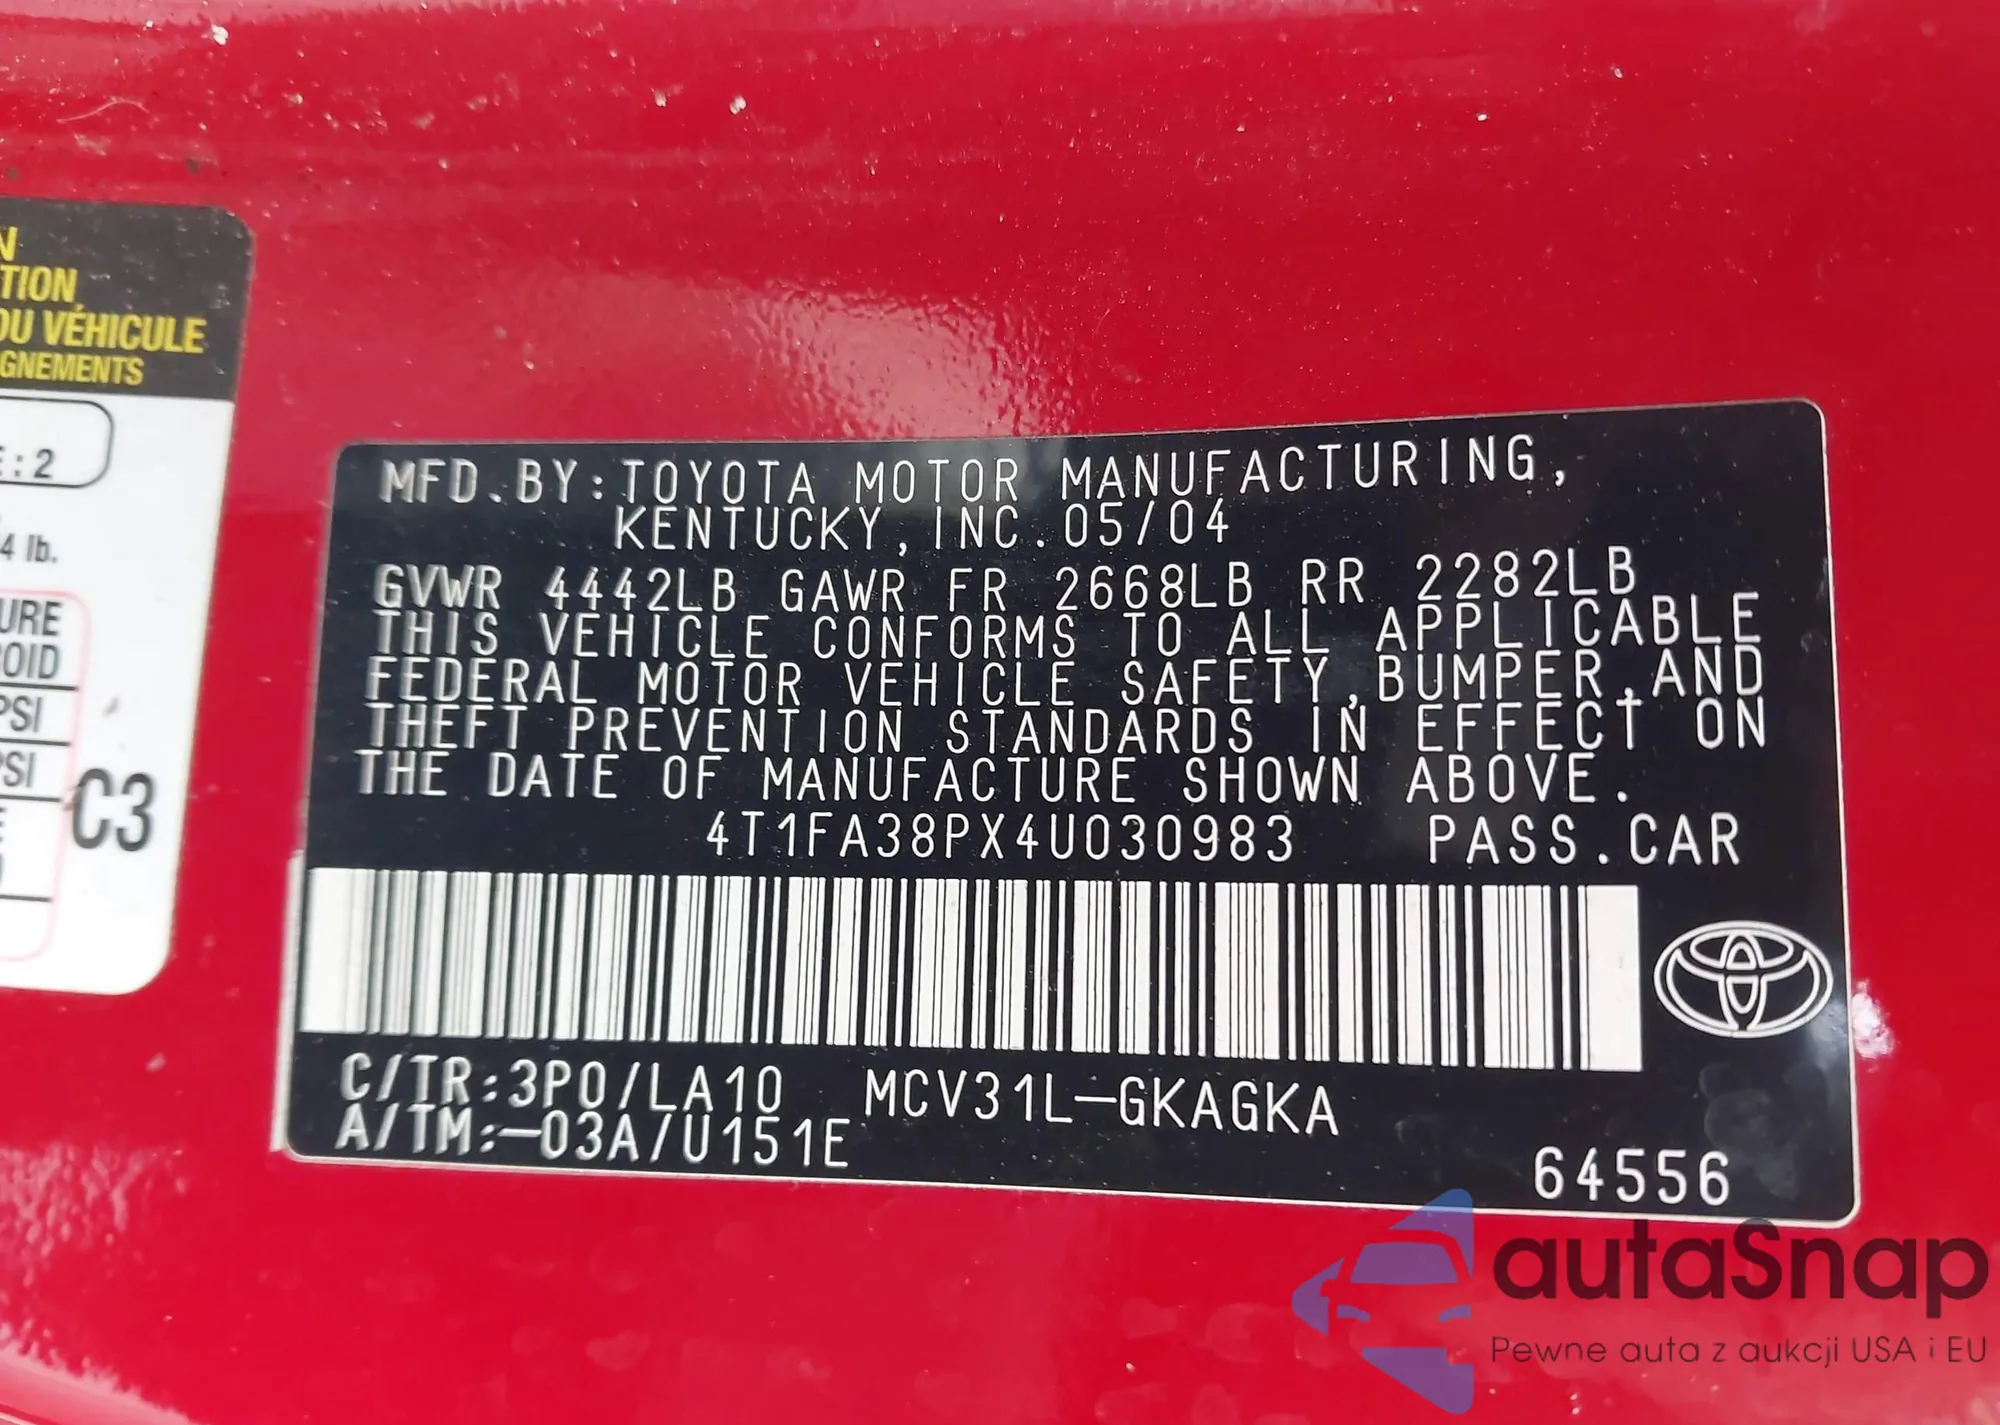 N
TION
DU VÉHICULE
GNEMENTS
E : 2
4 lb.
URE
OID
PSI
PSI
C3
MFD.BY:TOYOTA MOTOR MANUFACTURING,
KENTUCKY,INC.05/04
GVWR 4442LB GAWR FR 2668LB RR 2282LB
THIS VEHICLE CONFORMS TO ALL APPLICABLE
FEDERAL MOTOR VEHICLE SAFETY,BUMPER,AND
THEFT PREVENTION STANDARDS IN EFFECT ON
THE DATE OF MANUFACTURE SHOWN ABOVE.
4T1FA38PX4U030983 PASS.CAR
C/TR:3P0/LA10 MCV31L-GKAGKA
A/TM:-03A/U151E
64556
autaSnap
Pewne auta z aukcji USA i EU